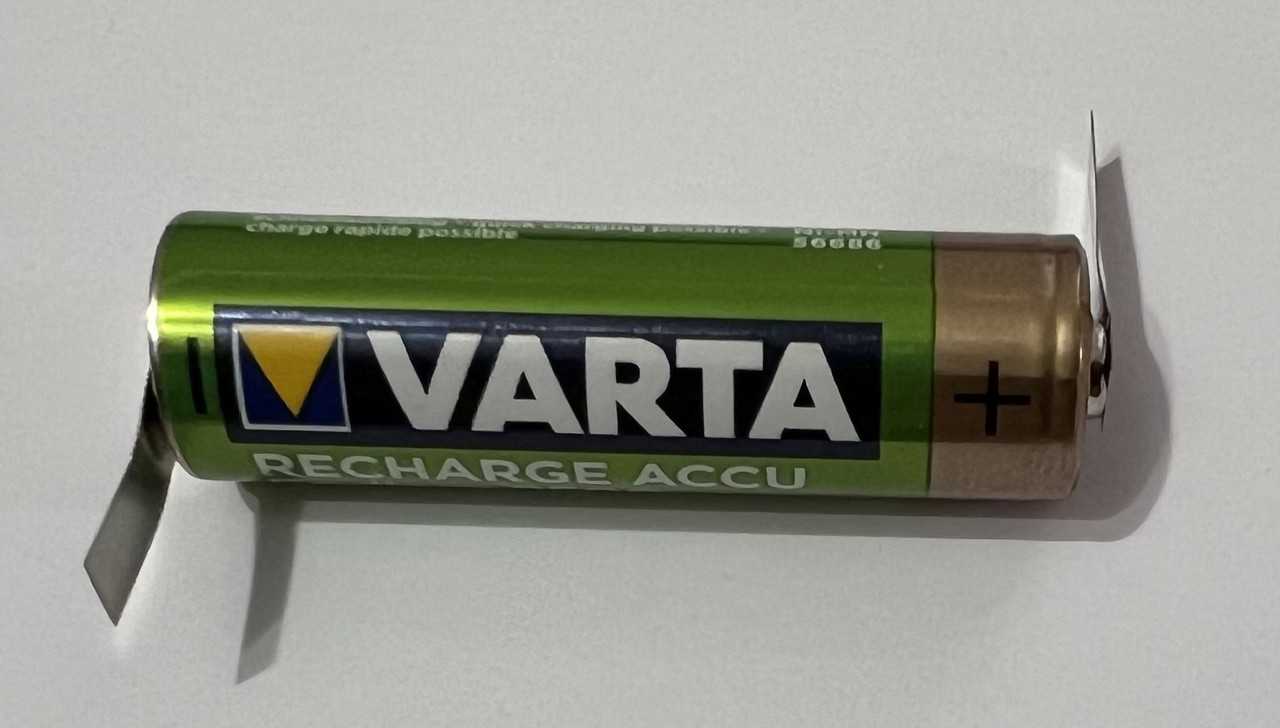 charge rapide possible
VARTA
RECHARGE ACCU
+